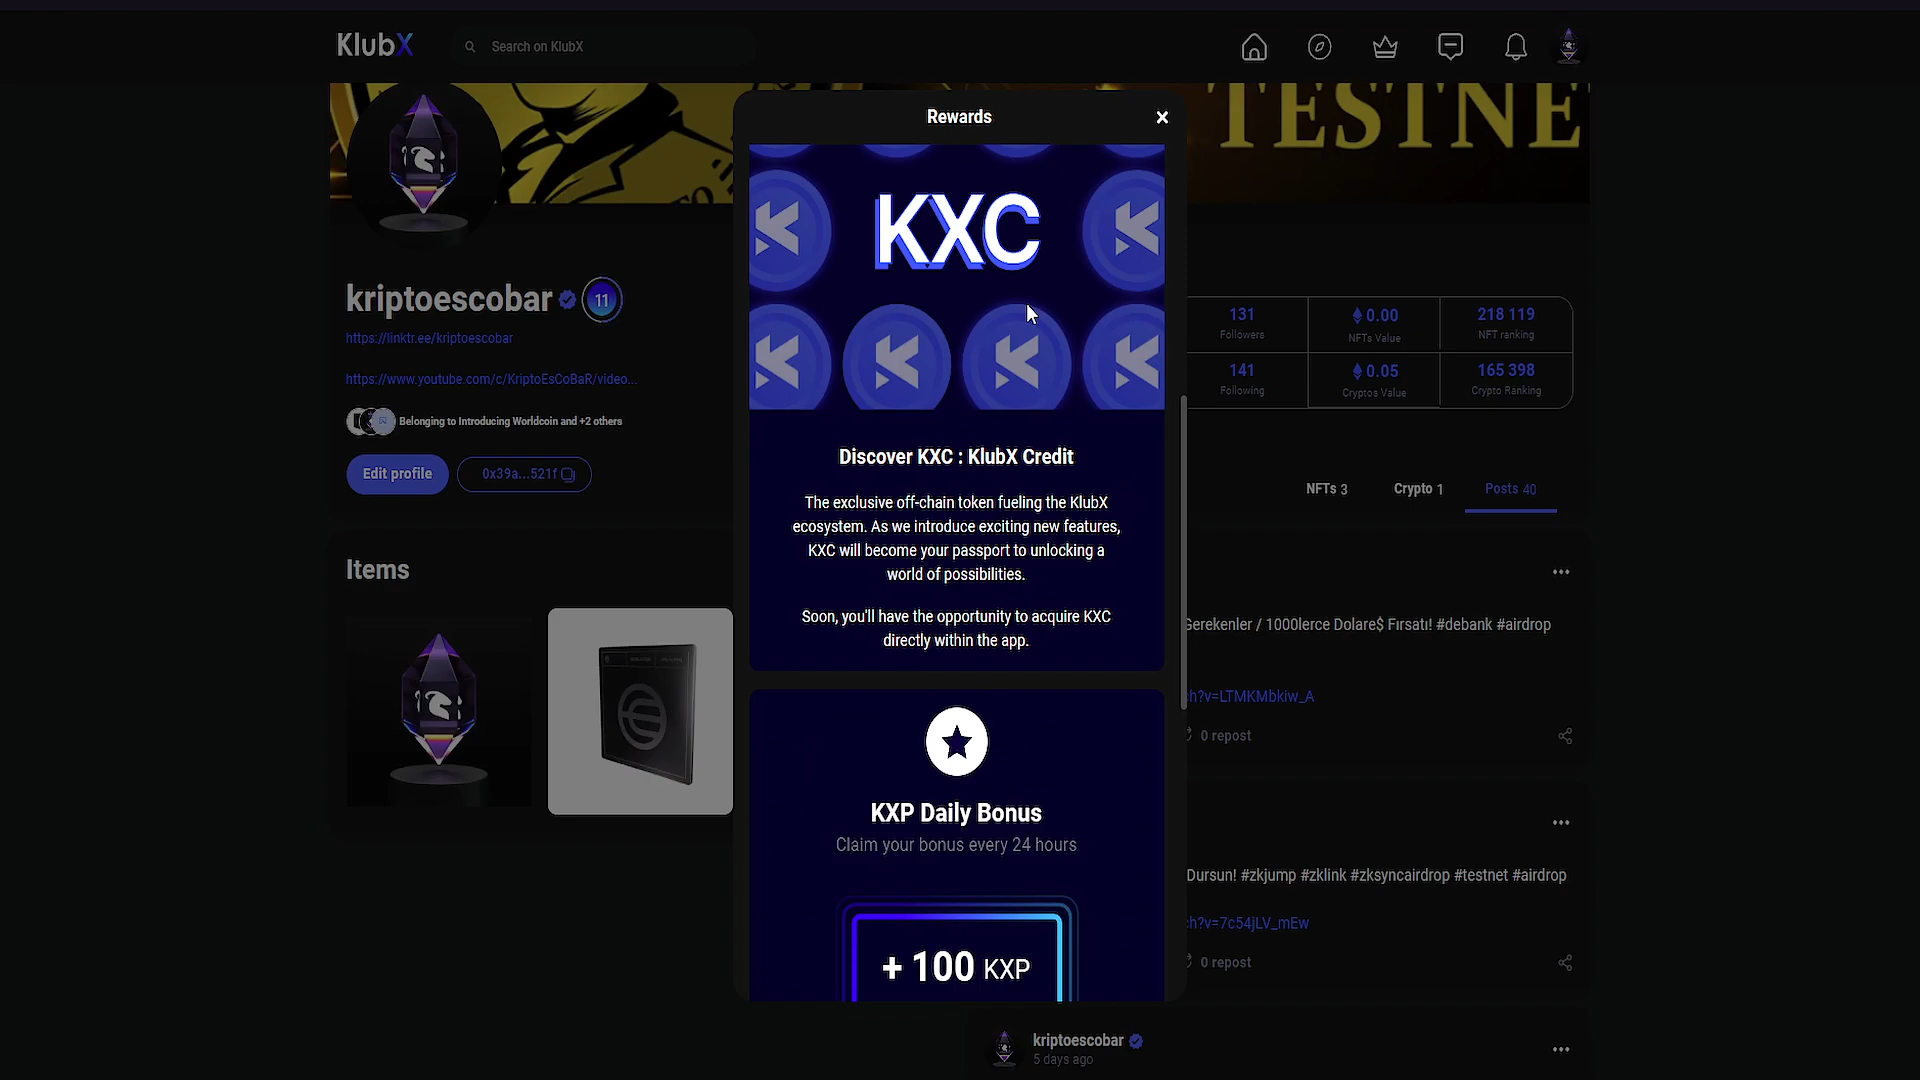 KlubX
Search on KlubX
TESTNE
Rewards
KXC
kriptoescobar
11
https://linktr.ee/kriptoescobar
https://www.youtube.com/c/KriptoEsCoBaR/video...
Belonging to Introducing Worldcoin and +2 others
Edit profile
0x39a...521f
131
Followers
0.00
NFTs Value
218 119
NFT ranking
141
Following
0.05
Cryptos Value
165 398
Crypto Ranking
NFTs 3
Crypto 1
Posts 40
Discover KXC : KlubX Credit
The exclusive off-chain token fueling the KlubX
ecosystem. As we introduce exciting new features,
KXC will become your passport to unlocking a
world of possibilities.
Soon, you'll have the opportunity to acquire KXC
directly within the app.
Items
Gerekenler / 1000lerce Dolare$ Fırsatı! #debank #airdrop
ch?v=LTMKMbkiw_A
0 repost
KXP Daily Bonus
Claim your bonus every 24 hours
+ 100 KXP
Dursun! #zkjump #zklink #zksyncairdrop #testnet #airdrop
ch?v=7c54jLV_mEw
0 repost
kriptoescobar
5 days ago